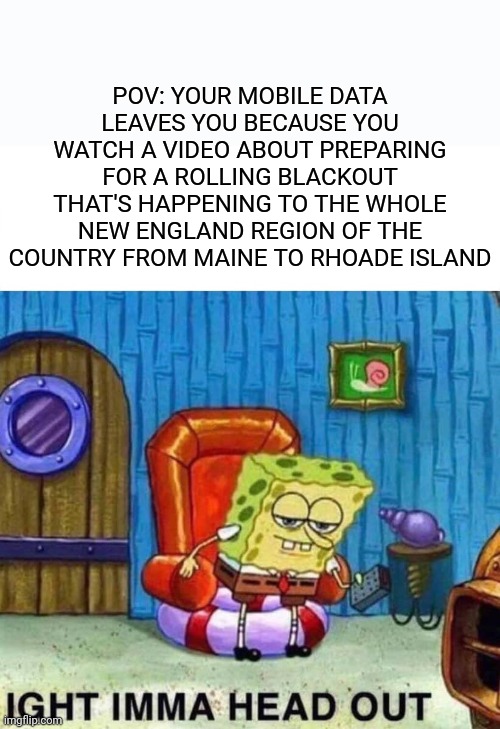 POV: YOUR MOBILE DATA
LEAVES YOU BECAUSE YOU
WATCH A VIDEO ABOUT PREPARING
FOR A ROLLING BLACKOUT
THAT'S HAPPENING TO THE WHOLE
NEW ENGLAND REGION OF THE
COUNTRY FROM MAINE TO RHOADE ISLAND
IGHT IMMA HEAD OUT
imgflip.com